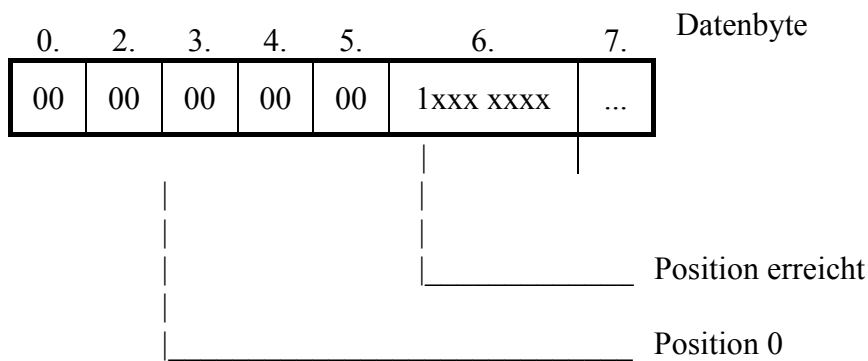 Datenbyte
0. 2. 3. 4. 5. 6. 7.
00 00 00 00 00 1xxx xxxx ...
Position erreicht
Position 0